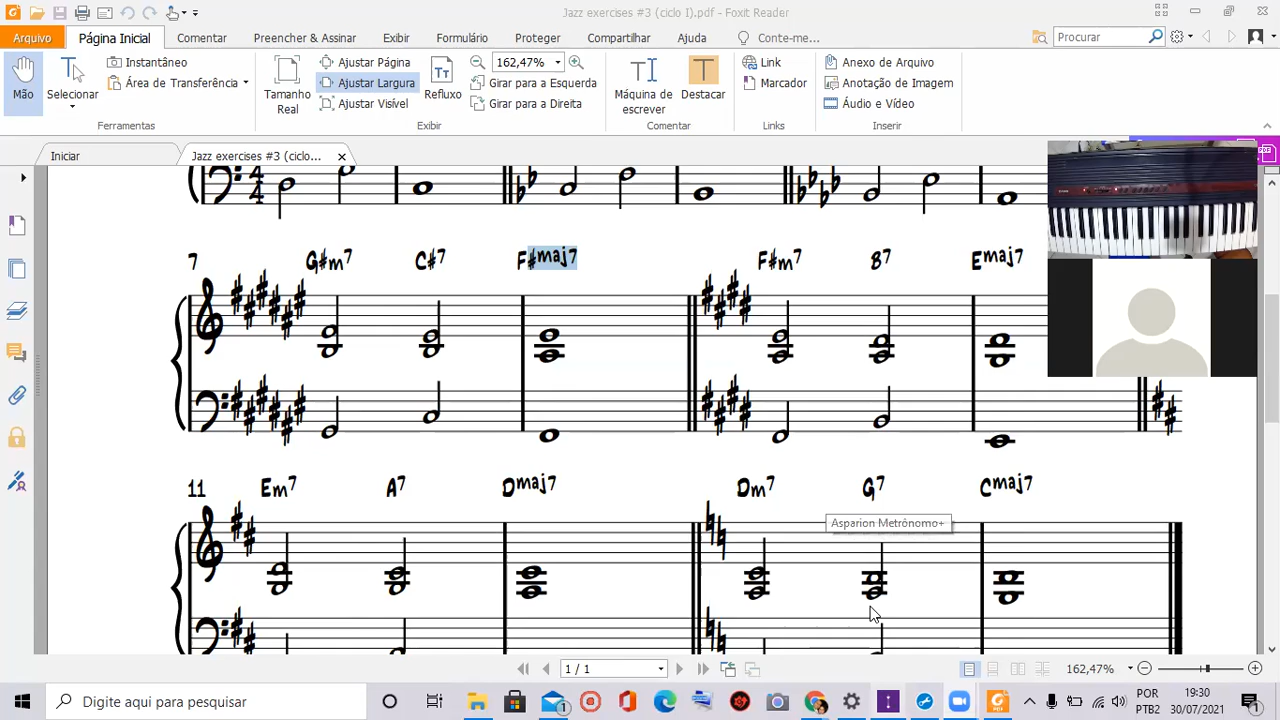 Jazz exercises #3 (ciclo I).pdf - Foxit Reader
Arquivo Página Inicial Comentar Preencher & Assinar Exibir Formulário Proteger Compartilhar Ajuda Conte-me... Procurar
Mão
Selecionar
Instantâneo
Área de Transferência
Ferramentas
Tamanho Real
Ajustar Página
Ajustar Largura
Ajustar Visível
Refluxo
162,47%
Girar para a Esquerda
Girar para a Direita
Exibir
Máquina de escrever
Destacar
Comentar
Link
Marcador
Links
Anexo de Arquivo
Anotação de Imagem
Áudio e Vídeo
Inserir
Iniciar
Jazz exercises #3 (ciclo...
4
4
7 G#m7 C#7 F#maj7 F#m7 B7 Emaj7
11 Em7 A7 Dmaj7 Dm7 G7 Cmaj7
Asparion Metrônomo+
1 / 1
162,47%
Digite aqui para pesquisar
POR
PTB2
19:30
30/07/2021